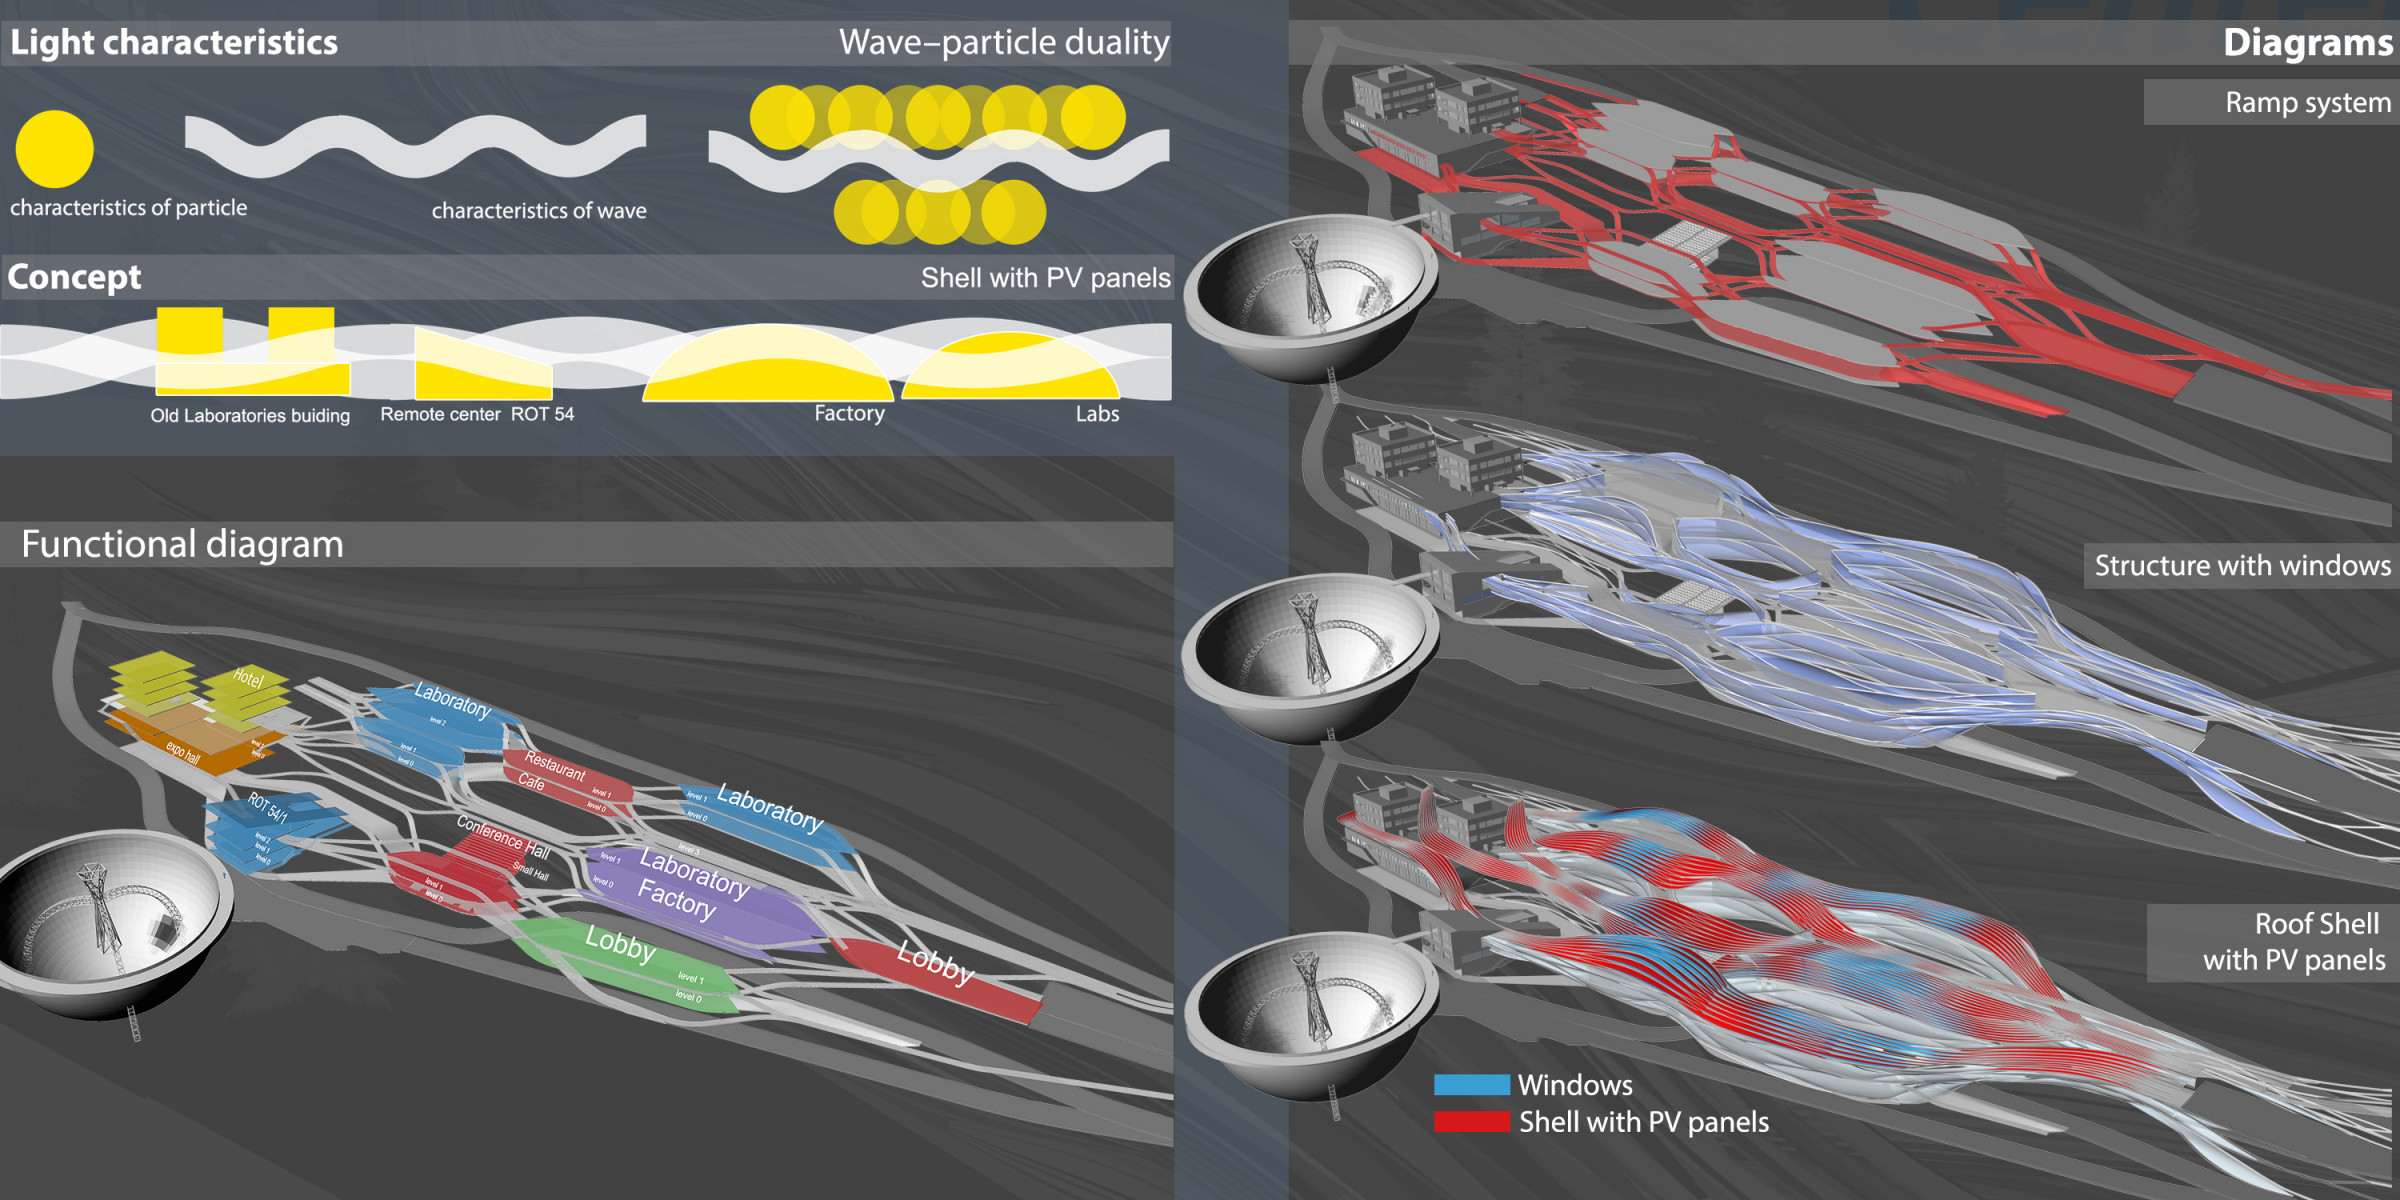 Light characteristics
Wave–particle duality
characteristics of particle
characteristics of wave
Concept
Shell with PV panels
Old Laboratories buiding
Remote center ROT 54
Factory
Labs
Functional diagram
Hotel
expo hall
level 1
level 0
Laboratory
level 2
level 1
level 0
Restaurant
level 1
Cafe
level 0
level 1
Laboratory
level 0
ROT 54/1
level 2
level 1
level 0
Conference Hall
Small Hall
level 1
level 0
level 3
level 1
Laboratory
level 0
Factory
Lobby
level 1
level 0
Lobby
Diagrams
Ramp system
Structure with windows
Roof Shell
with PV panels
Windows
Shell with PV panels